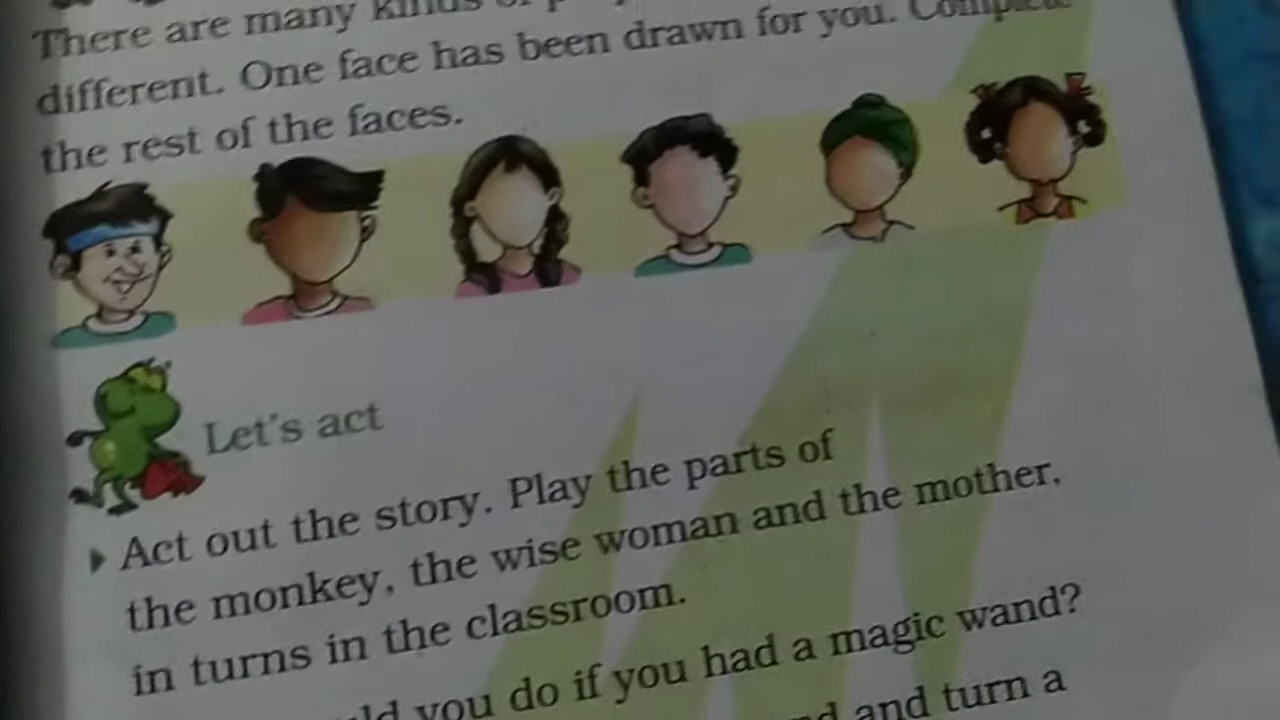 There are many kinds of
different. One face has been drawn for you. Complete
the rest of the faces.
Let's act
Act out the story. Play the parts of
the monkey, the wise woman and the mother,
in turns in the classroom.
you do if you had a magic wand?
and turn a